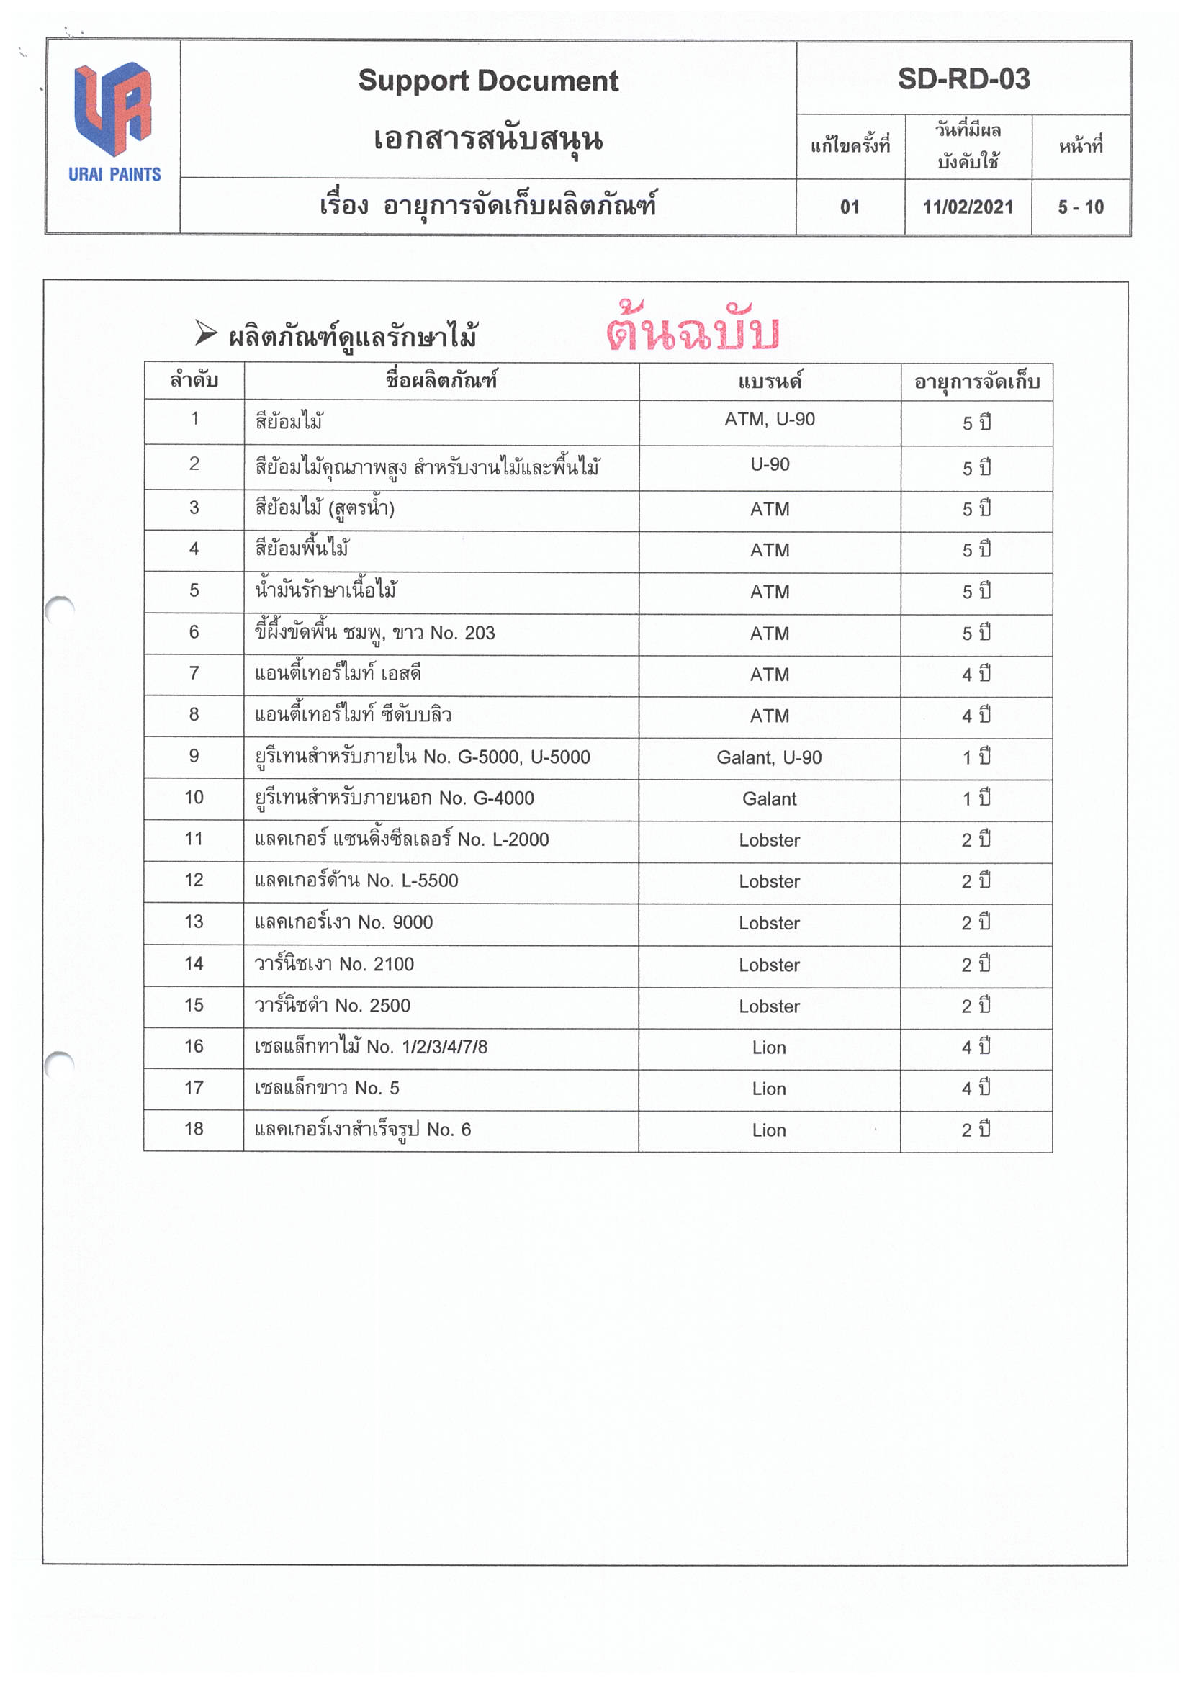 URAI PAINTS
Support Document
เอกสารสนับสนุน
เรื่อง อายุการจัดเก็บผลิตภัณฑ์
SD-RD-03
แก้ไขครั้งที่ วันที่มีผลบังคับใช้ หน้าที่
01 11/02/2021 5 - 10
➢ ผลิตภัณฑ์ดูแลรักษาไม้
ต้นฉบับ
ลำดับ ชื่อผลิตภัณฑ์ แบรนด์ อายุการจัดเก็บ
1 สีย้อมไม้ ATM, U-90 5 ปี
2 สีย้อมไม้คุณภาพสูง สำหรับงานไม้และพื้นไม้ U-90 5 ปี
3 สีย้อมไม้ (สูตรน้ำ) ATM 5 ปี
4 สีย้อมพื้นไม้ ATM 5 ปี
5 น้ำมันรักษาเนื้อไม้ ATM 5 ปี
6 ขี้ผึ้งขัดพื้น ชมพู, ขาว No. 203 ATM 5 ปี
7 แอนตี้เทอร์ไมท์ เอสดี ATM 4 ปี
8 แอนตี้เทอร์ไมท์ ซีดับบลิว ATM 4 ปี
9 ยูรีเทนสำหรับภายใน No. G-5000, U-5000 Galant, U-90 1 ปี
10 ยูรีเทนสำหรับภายนอก No. G-4000 Galant 1 ปี
11 แลคเกอร์ แซนดิ้งซีลเลอร์ No. L-2000 Lobster 2 ปี
12 แลคเกอร์ด้าน No. L-5500 Lobster 2 ปี
13 แลคเกอร์เงา No. 9000 Lobster 2 ปี
14 วาร์นิชเงา No. 2100 Lobster 2 ปี
15 วาร์นิชดำ No. 2500 Lobster 2 ปี
16 เชลแล็กทาไม้ No. 1/2/3/4/7/8 Lion 4 ปี
17 เชลแล็กขาว No. 5 Lion 4 ปี
18 แลคเกอร์เงาสำเร็จรูป No. 6 Lion 2 ปี